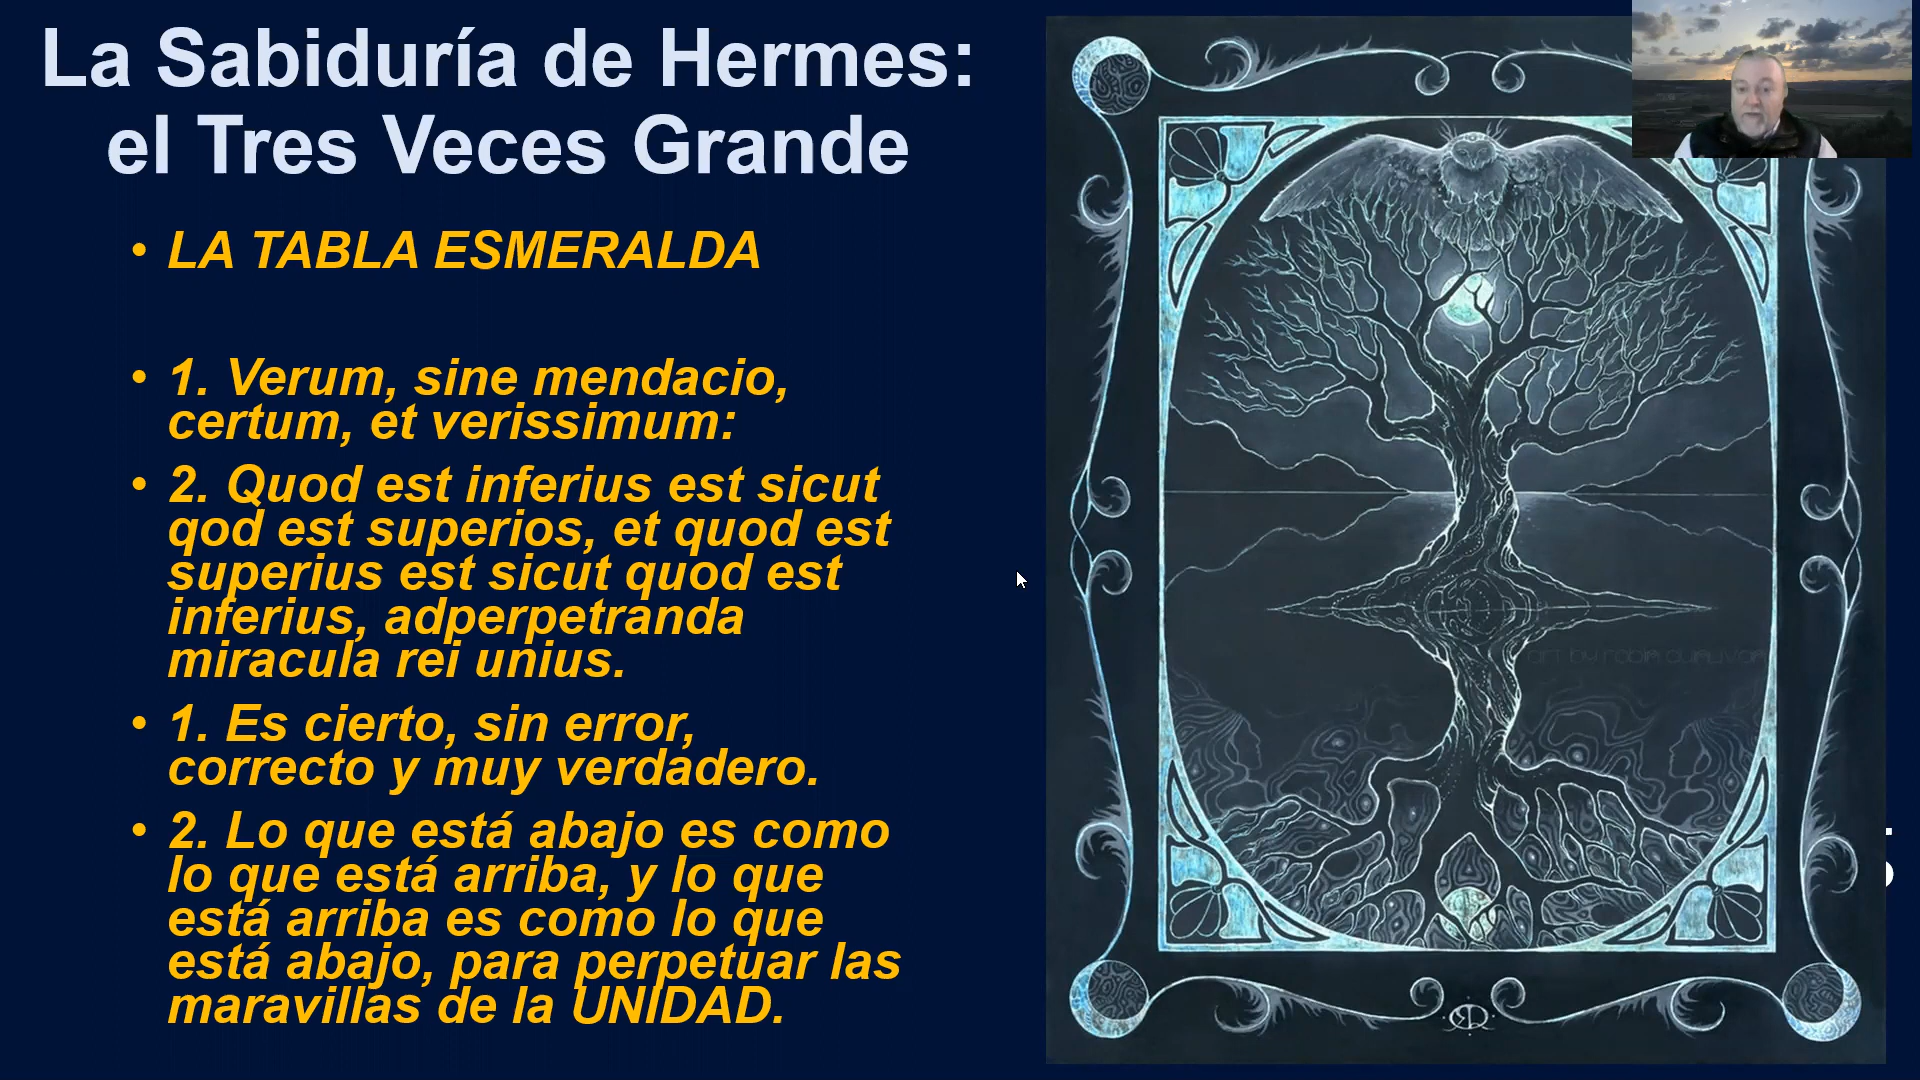 La Sabiduría de Hermes:
el Tres Veces Grande
• LA TABLA ESMERALDA
• 1. Verum, sine mendacio,
certum, et verissimum:
• 2. Quod est inferius est sicut
qod est superios, et quod est
superius est sicut quod est
inferius, adperpetranda
miracula rei unius.
• 1. Es cierto, sin error,
correcto y muy verdadero.
• 2. Lo que está abajo es como
lo que está arriba, y lo que
está arriba es como lo que
está abajo, para perpetuar las
maravillas de la UNIDAD.
art by robin